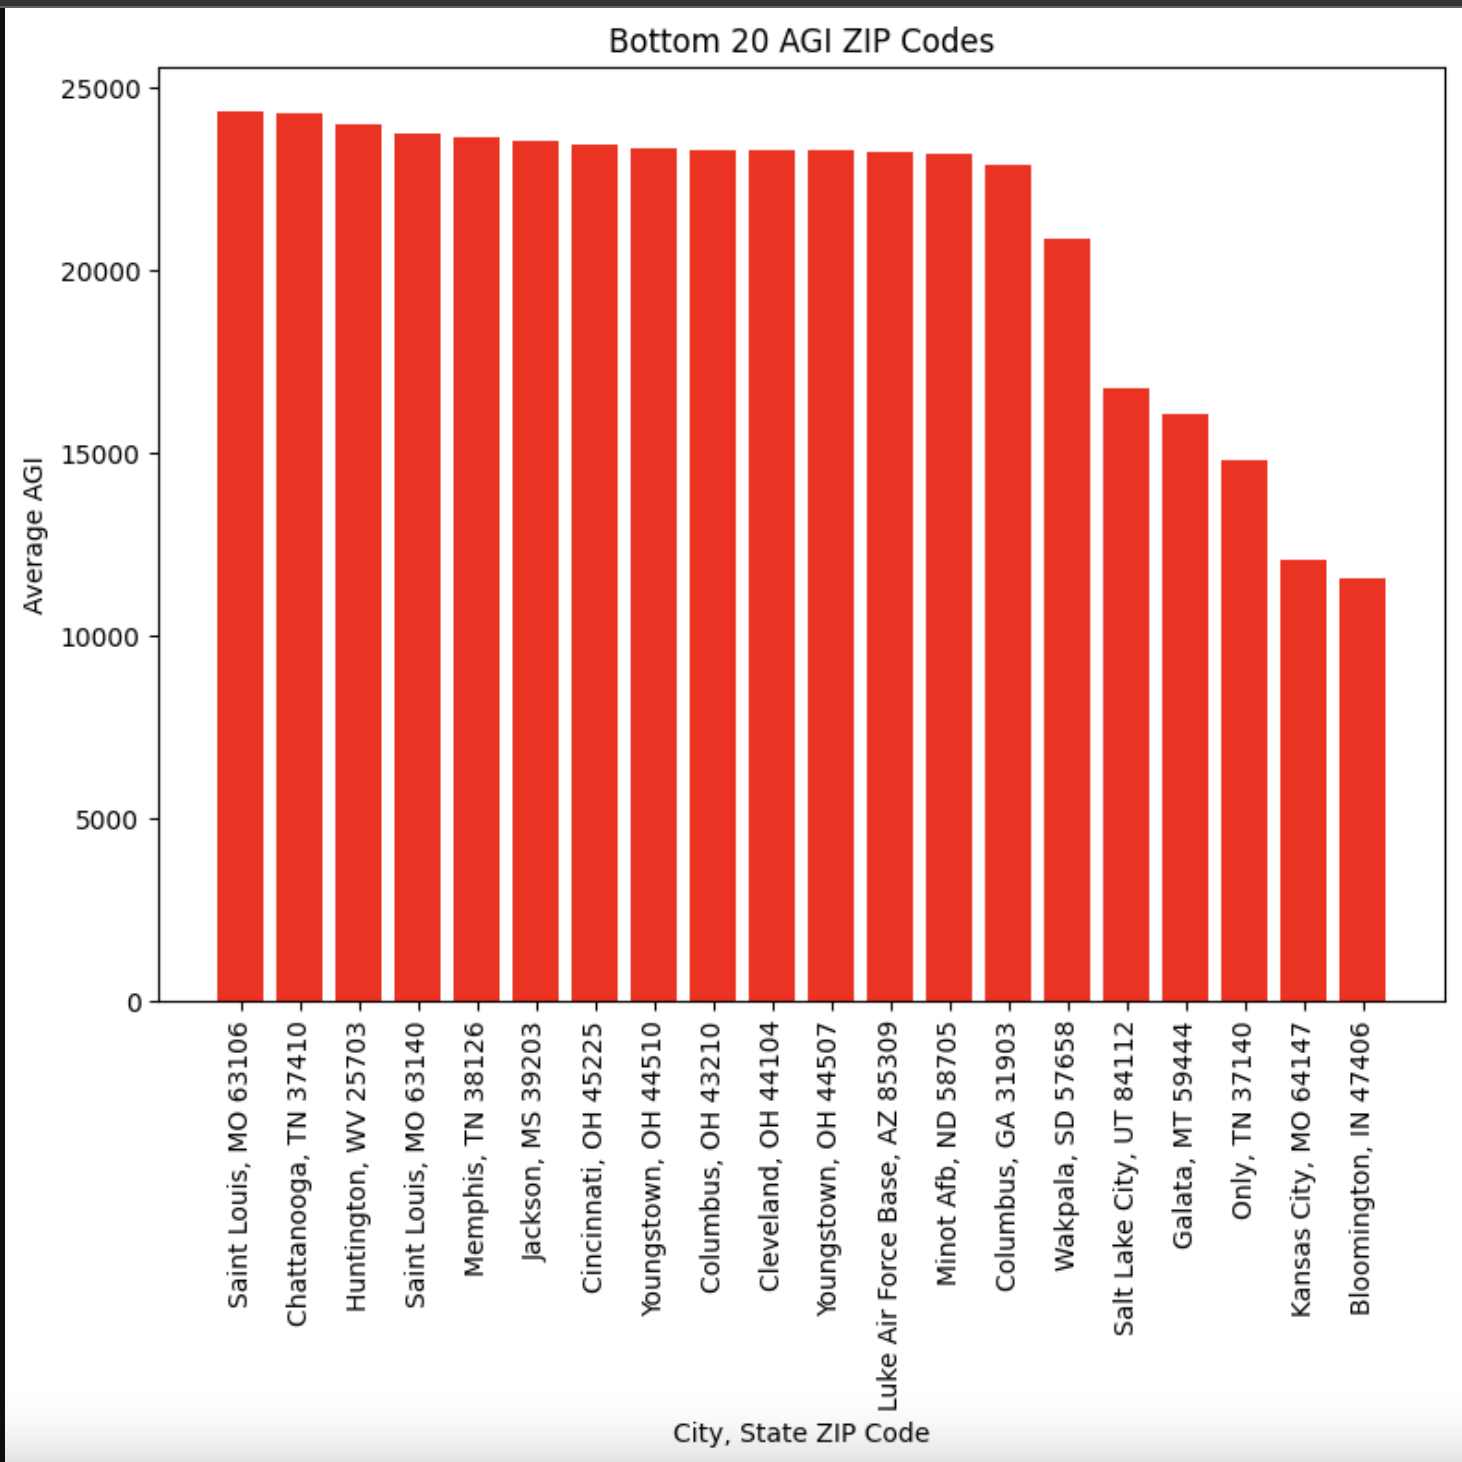 Bottom 20 AGI ZIP Codes
25000
20000
15000
10000
5000
0
Average AGI
Saint Louis, MO 63106
Chattanooga, TN 37410
Huntington, WV 25703
Saint Louis, MO 63140
Memphis, TN 38126
Jackson, MS 39203
Cincinnati, OH 45225
Youngstown, OH 44510
Columbus, OH 43210
Cleveland, OH 44104
Youngstown, OH 44507
Luke Air Force Base, AZ 85309
Minot Afb, ND 58705
Columbus, GA 31903
Wakpala, SD 57658
Salt Lake City, UT 84112
Galata, MT 59444
Only, TN 37140
Kansas City, MO 64147
Bloomington, IN 47406
City, State ZIP Code